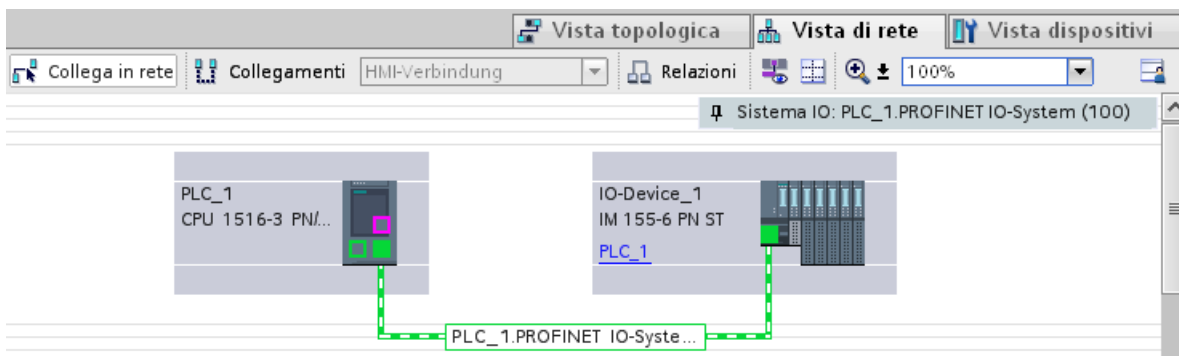 Vista topologica Vista di rete Vista dispositivi
Collega in rete Collegamenti HMI-Verbindung Relazioni 100%
Sistema IO: PLC_1.PROFINET IO-System (100)
PLC_1
CPU 1516-3 PN/...
IO-Device_1
IM 155-6 PN ST
PLC_1
PLC_1.PROFINET IO-Syste...